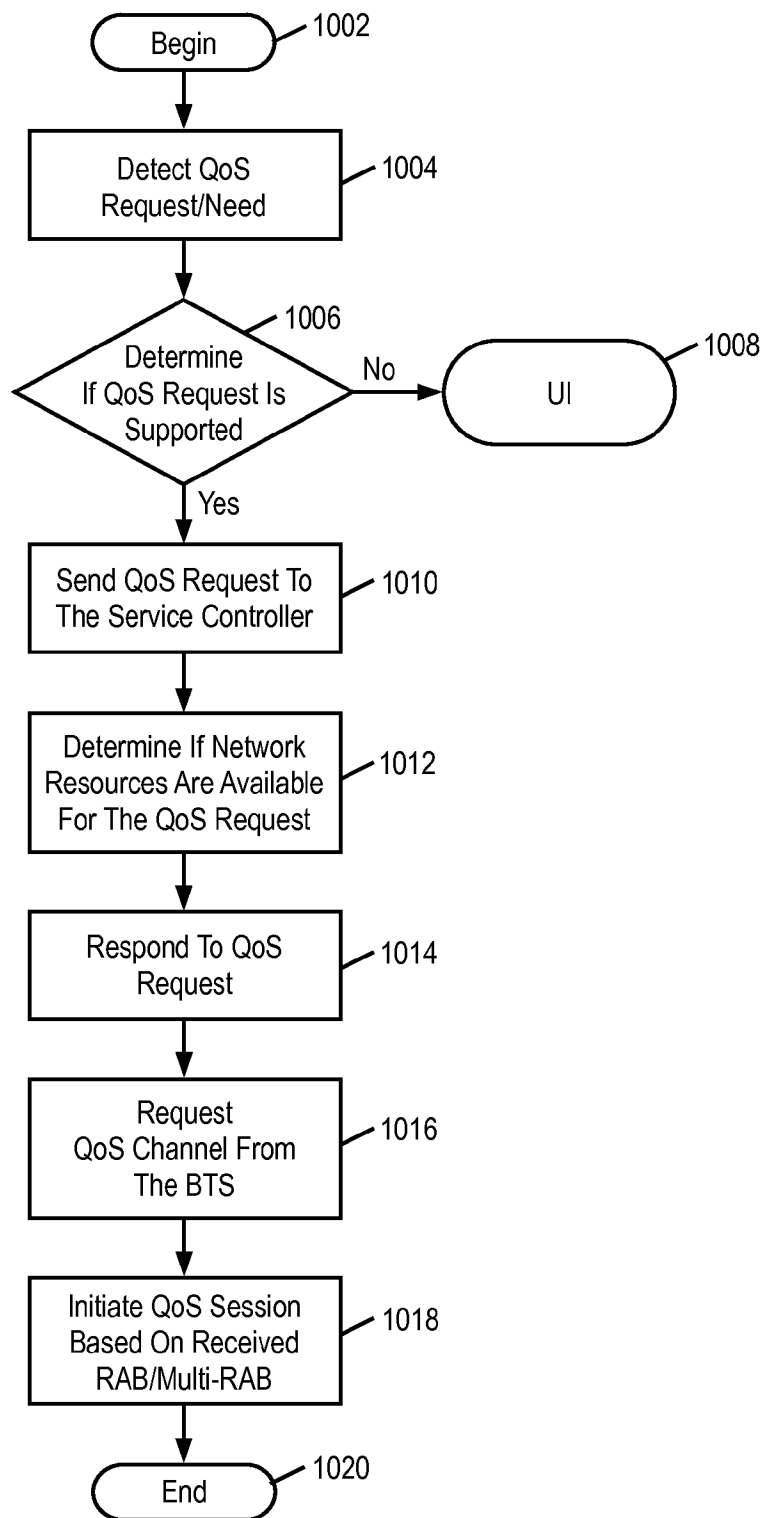 Begin
1002
Detect QoS
Request/Need
1004
1006
Determine
If QoS Request Is
Supported
No
UI
1008
Yes
Send QoS Request To
The Service Controller
1010
Determine If Network
Resources Are Available
For The QoS Request
1012
Respond To QoS
Request
1014
Request
QoS Channel From
The BTS
1016
Initiate QoS Session
Based On Received
RAB/Multi-RAB
1018
End
1020